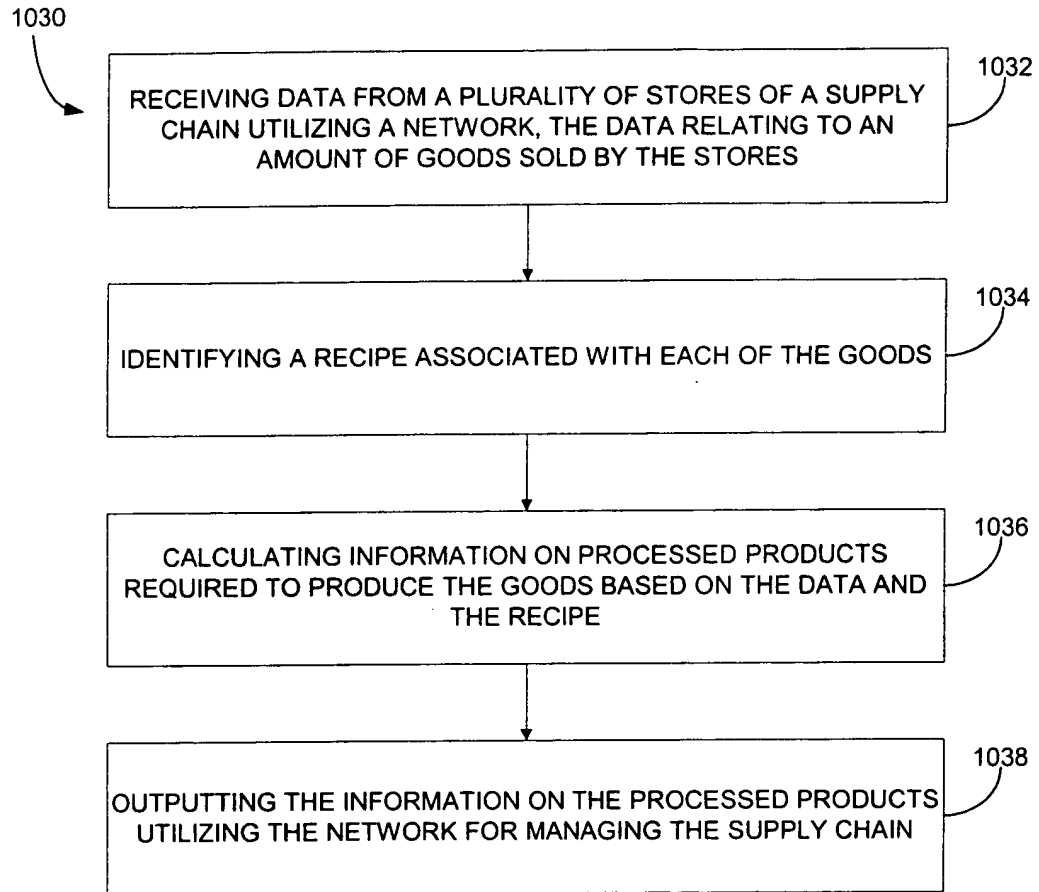 1030
1032
RECEIVING DATA FROM A PLURALITY OF STORES OF A SUPPLY
CHAIN UTILIZING A NETWORK, THE DATA RELATING TO AN
AMOUNT OF GOODS SOLD BY THE STORES
1034
IDENTIFYING A RECIPE ASSOCIATED WITH EACH OF THE GOODS
1036
CALCULATING INFORMATION ON PROCESSED PRODUCTS
REQUIRED TO PRODUCE THE GOODS BASED ON THE DATA AND
THE RECIPE
1038
OUTPUTTING THE INFORMATION ON THE PROCESSED PRODUCTS
UTILIZING THE NETWORK FOR MANAGING THE SUPPLY CHAIN